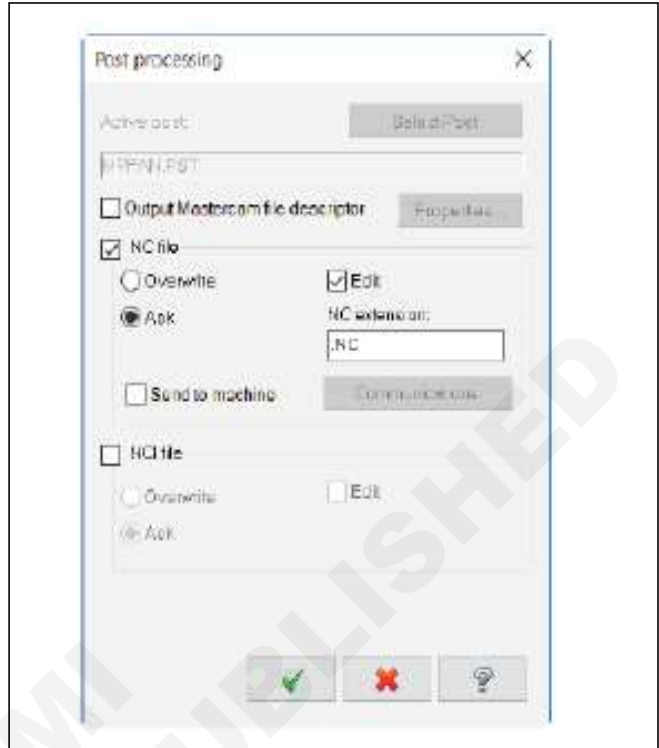 Post processing
Active post:
Select Post
MPFAN.PST
Output Mastercam file descriptor
Properties...
NC file
Overwrite
Edit
Ask
NC extension:
.NC
Send to machine
Communications
NCI file
Overwrite
Edit
Ask
PUBLISHED